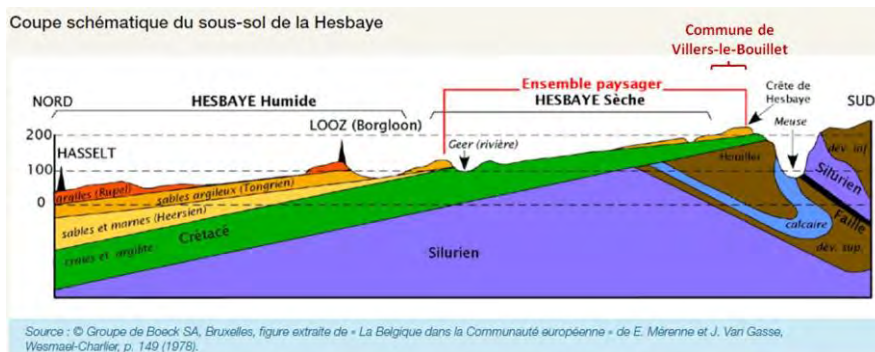 Coupe schématique du sous-sol de la Hesbaye
Commune de
Villers-le-Bouillet
Ensemble paysager
NORD
HESBAYE Humide
HESBAYE Sèche
Crête de
Hesbaye
SUD
LOOZ (Borgloon)
Geer (rivière)
Meuse
200
HASSELT
100
0
argiles (Rupel)
sables argileux (Tongrien)
sables et marnes (Heersien)
Crétacé
craies et argilite
Silurien
Houiller
calcaire
dév. sup.
dév. inf
Silurien
Faille
Source : © Groupe de Boeck SA, Bruxelles, figure extraite de « La Belgique dans la Communauté européenne » de E. Mérenne et J. Van Gasse,
Wesmael-Charlier, p. 149 (1978).